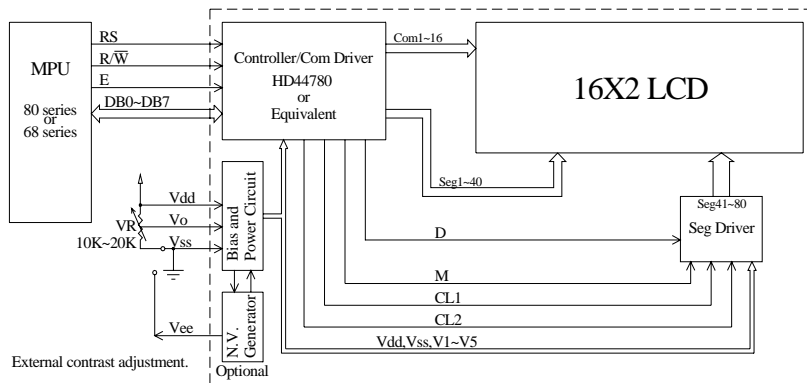 MPU
80 series
or
68 series
RS
R/W̅
E
DB0~DB7
Controller/Com Driver
HD44780
or
Equivalent
Com1~16
16X2 LCD
Seg1~40
Seg41~80
Seg Driver
Vdd
Vo
Vss
VR
10K~20K
Bias and
Power Circuit
D
M
CL1
CL2
Vdd,Vss,V1~V5
Vee
N.V.
Generator
Optional
External contrast adjustment.